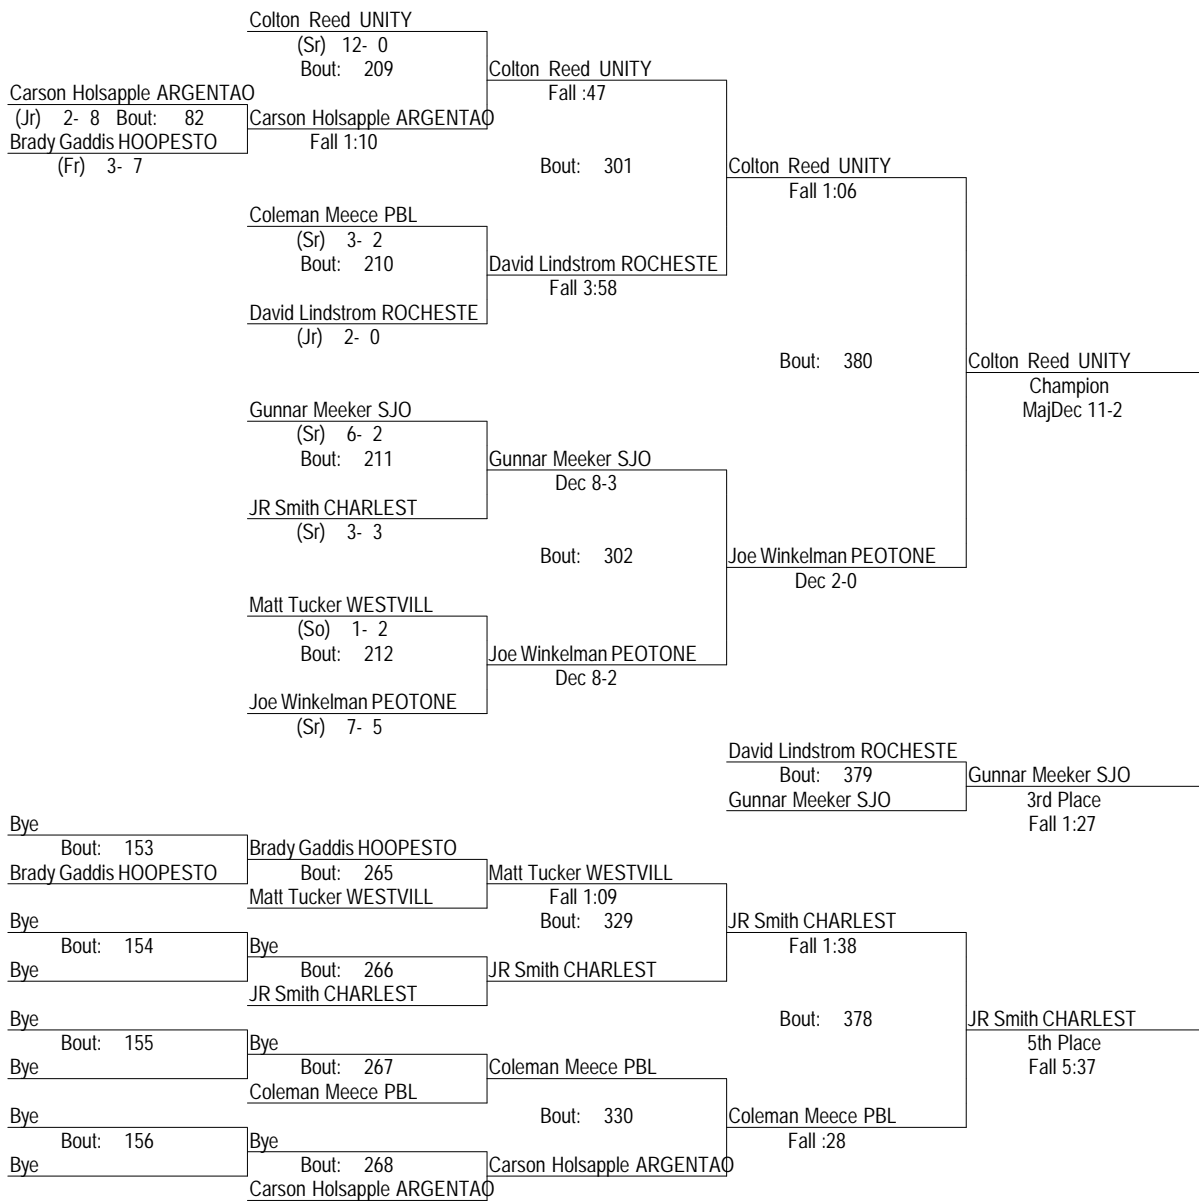 Colton Reed UNITY
(Sr) 12- 0
Bout: 209
Colton Reed UNITY
Fall :47
Carson Holsapple ARGENTAO
(Jr) 2- 8 Bout: 82
Carson Holsapple ARGENTAO
Brady Gaddis HOOPESTO
Fall 1:10
(Fr) 3- 7
Bout: 301
Colton Reed UNITY
Fall 1:06
Coleman Meece PBL
(Sr) 3- 2
Bout: 210
David Lindstrom ROCHESTE
Fall 3:58
David Lindstrom ROCHESTE
(Jr) 2- 0
Bout: 380
Colton Reed UNITY
Champion
MajDec 11-2
Gunnar Meeker SJO
(Sr) 6- 2
Bout: 211
Gunnar Meeker SJO
Dec 8-3
JR Smith CHARLEST
(Sr) 3- 3
Bout: 302
Joe Winkelman PEOTONE
Dec 2-0
Matt Tucker WESTVILL
(So) 1- 2
Bout: 212
Joe Winkelman PEOTONE
Dec 8-2
Joe Winkelman PEOTONE
(Sr) 7- 5
David Lindstrom ROCHESTE
Bout: 379
Gunnar Meeker SJO
Gunnar Meeker SJO
3rd Place
Fall 1:27
Bye
Bout: 153
Brady Gaddis HOOPESTO
Brady Gaddis HOOPESTO
Bout: 265
Matt Tucker WESTVILL
Matt Tucker WESTVILL
Fall 1:09
Bye
Bout: 329
JR Smith CHARLEST
Bout: 154
Bye
Fall 1:38
Bye
Bout: 266
JR Smith CHARLEST
JR Smith CHARLEST
Bye
Bout: 378
JR Smith CHARLEST
Bout: 155
Bye
5th Place
Bye
Bout: 267
Coleman Meece PBL
Fall 5:37
Coleman Meece PBL
Bye
Bout: 330
Coleman Meece PBL
Bout: 156
Bye
Fall :28
Bye
Bout: 268
Carson Holsapple ARGENTAO
Carson Holsapple ARGENTAO